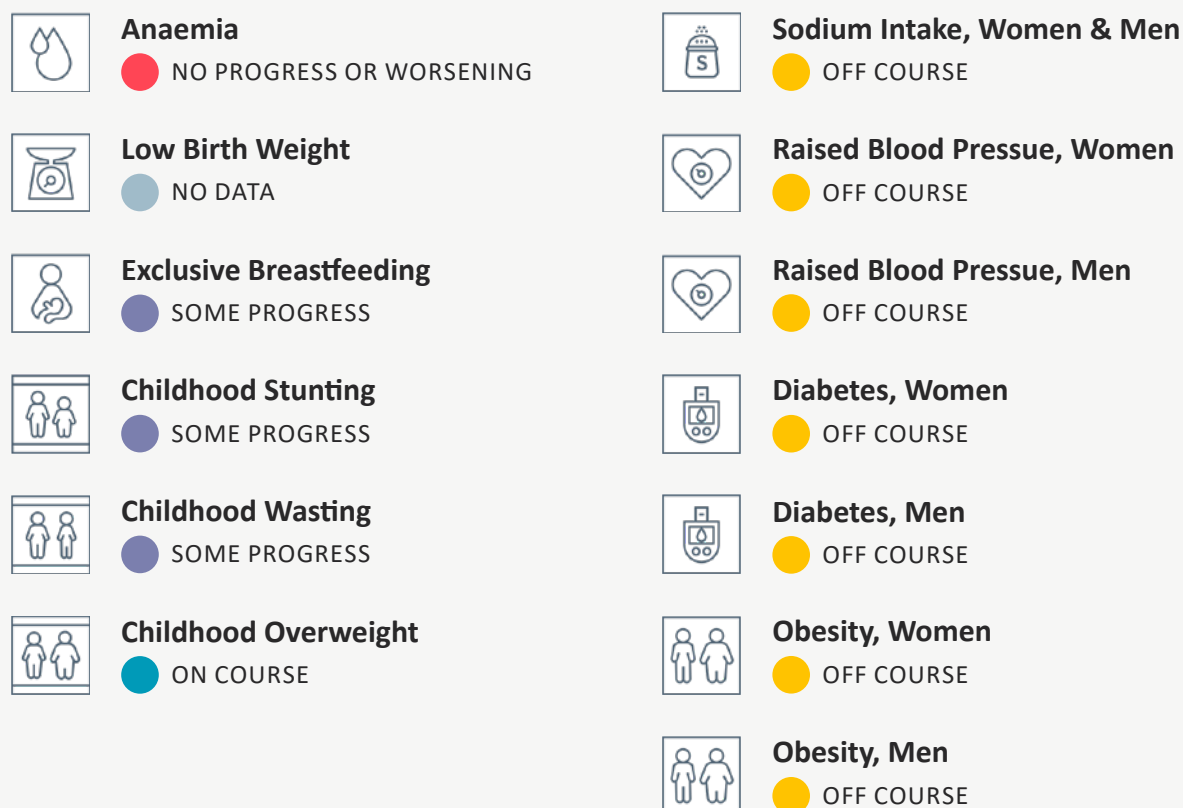 Anaemia
NO PROGRESS OR WORSENING
Low Birth Weight
NO DATA
Exclusive Breastfeeding
SOME PROGRESS
Childhood Stunting
SOME PROGRESS
Childhood Wasting
SOME PROGRESS
Childhood Overweight
ON COURSE
S
Sodium Intake, Women & Men
OFF COURSE
Raised Blood Pressue, Women
OFF COURSE
Raised Blood Pressue, Men
OFF COURSE
Diabetes, Women
OFF COURSE
Diabetes, Men
OFF COURSE
Obesity, Women
OFF COURSE
Obesity, Men
OFF COURSE